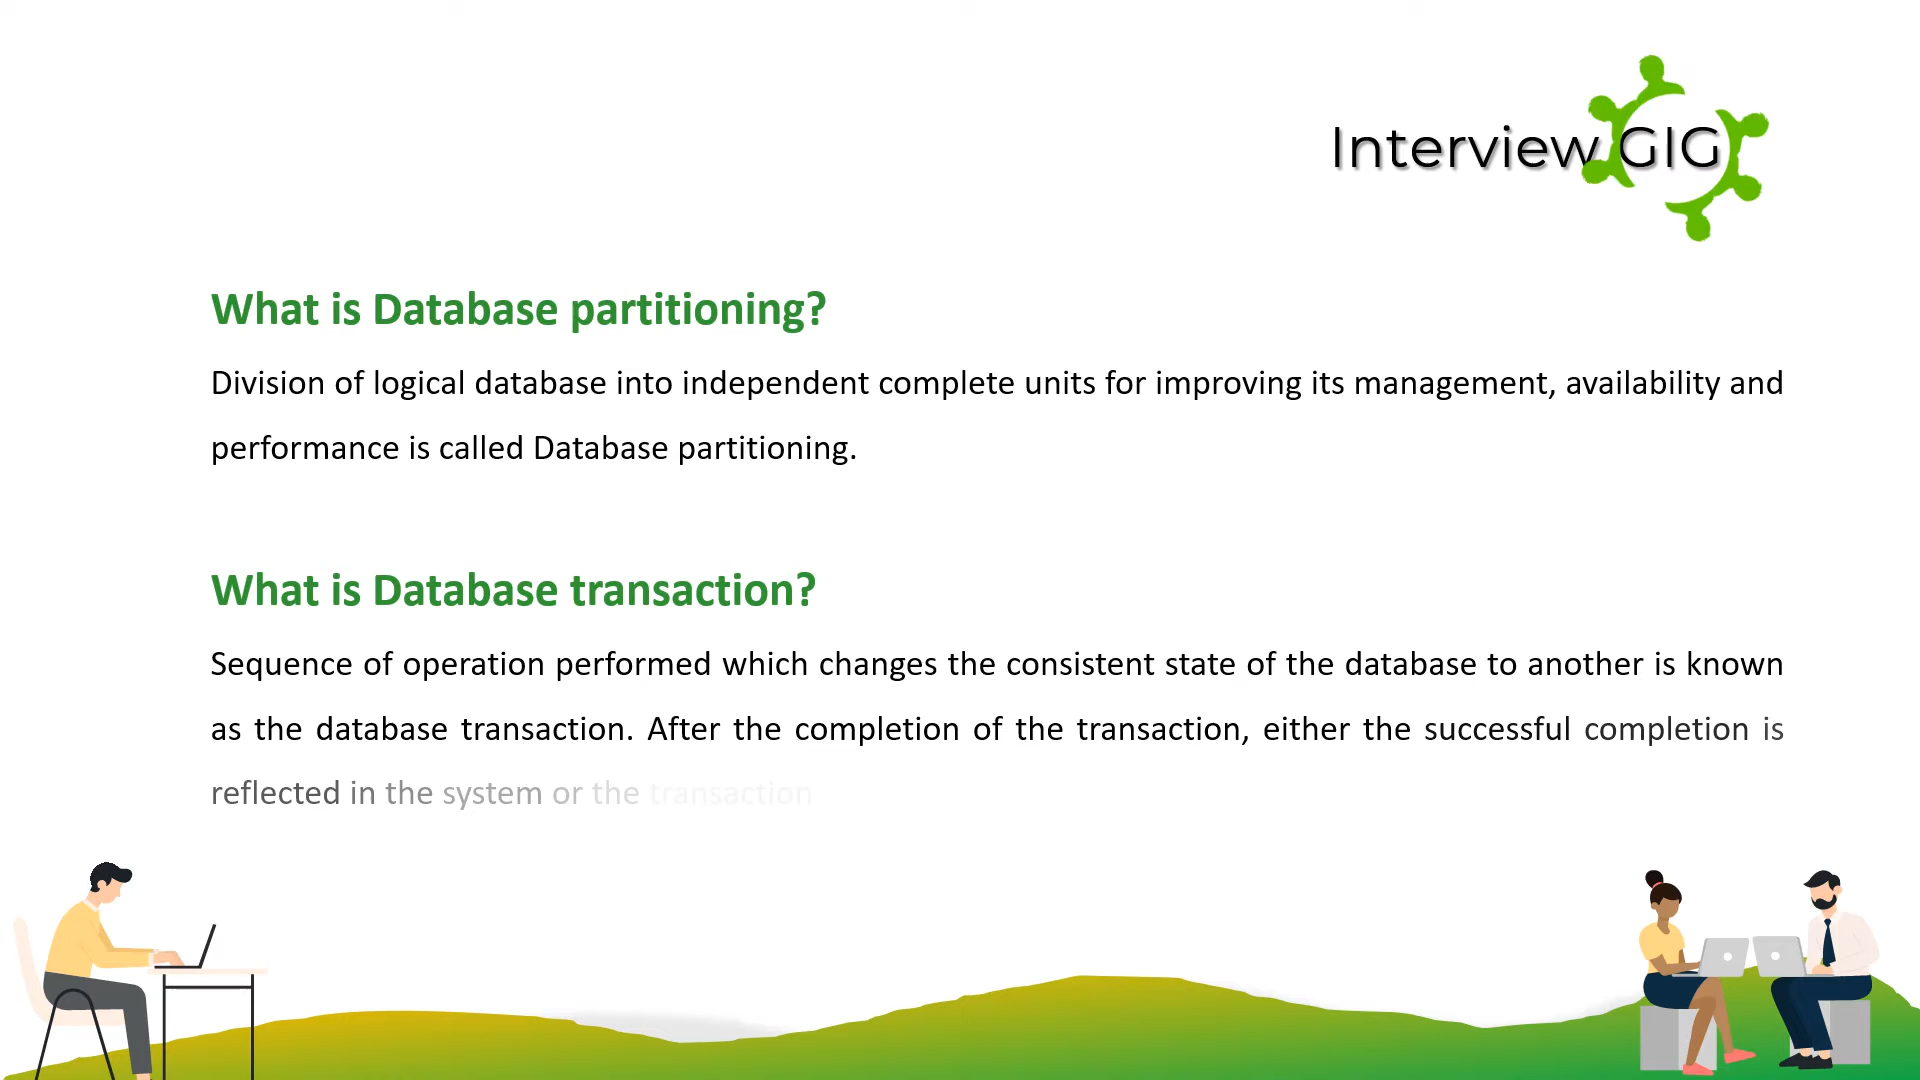 Interview GIG
What is Database partitioning?
Division of logical database into independent complete units for improving its management, availability and
performance is called Database partitioning.
What is Database transaction?
Sequence of operation performed which changes the consistent state of the database to another is known
as the database transaction. After the completion of the transaction, either the successful completion is
reflected in the system or the transaction